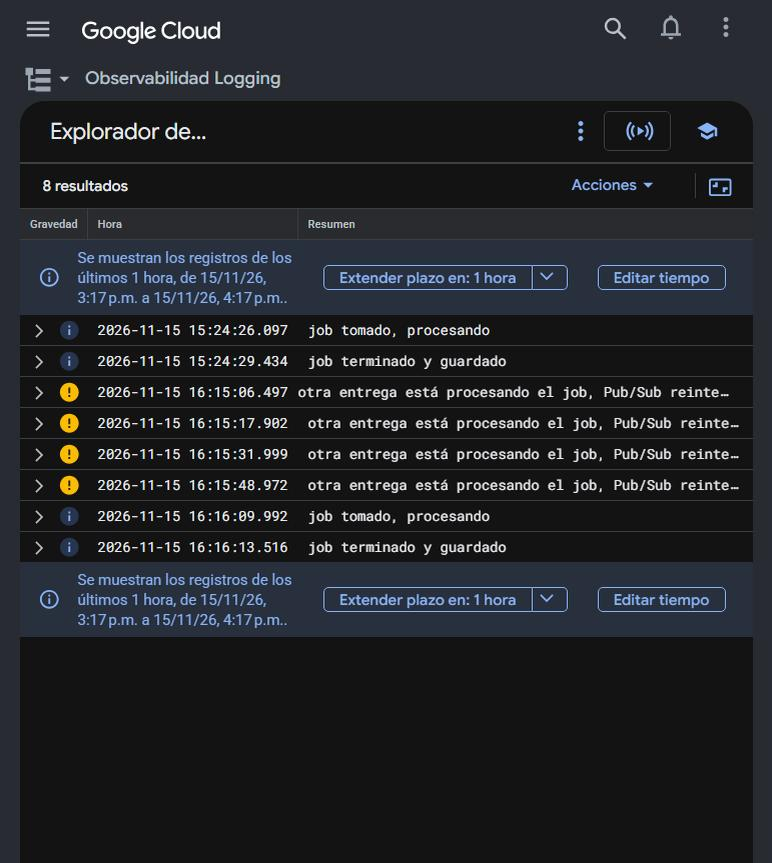 Google Cloud
Observabilidad Logging
Explorador de...
8 resultados
Acciones
Gravedad Hora Resumen
Se muestran los registros de los
últimos 1 hora, de 15/11/26,
3:17 p.m. a 15/11/26, 4:17 p.m..
Extender plazo en: 1 hora
Editar tiempo
2026-11-15 15:24:26.097 job tomado, procesando
2026-11-15 15:24:29.434 job terminado y guardado
2026-11-15 16:15:06.497 otra entrega está procesando el job, Pub/Sub reinte…
2026-11-15 16:15:17.902 otra entrega está procesando el job, Pub/Sub reinte…
2026-11-15 16:15:31.999 otra entrega está procesando el job, Pub/Sub reinte…
2026-11-15 16:15:48.972 otra entrega está procesando el job, Pub/Sub reinte…
2026-11-15 16:16:09.992 job tomado, procesando
2026-11-15 16:16:13.516 job terminado y guardado
Se muestran los registros de los
últimos 1 hora, de 15/11/26,
3:17 p.m. a 15/11/26, 4:17 p.m..
Extender plazo en: 1 hora
Editar tiempo